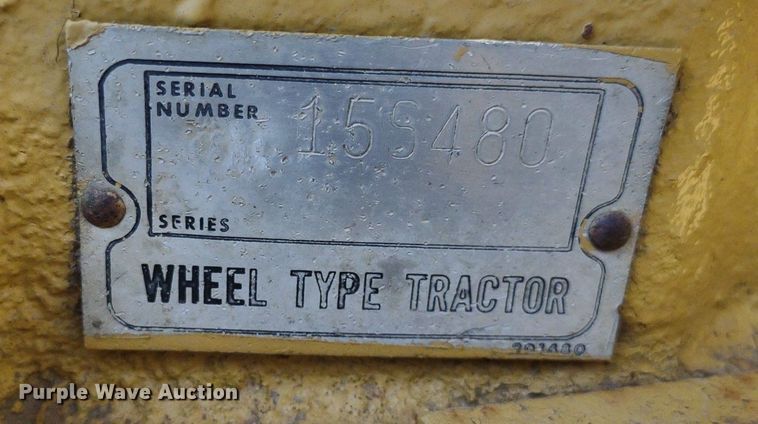 SERIAL
NUMBER 15S480
SERIES
WHEEL TYPE TRACTOR
Purple Wave Auction